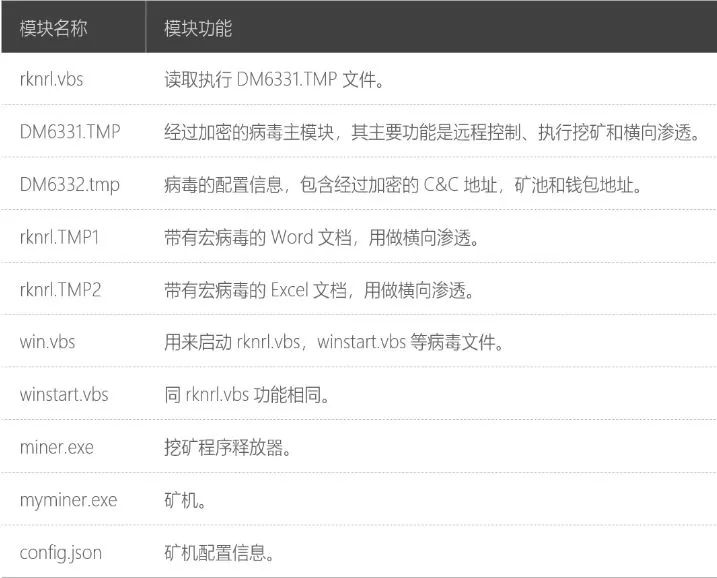 模块名称 模块功能
rknrl.vbs 读取执行 DM6331.TMP 文件。
DM6331.TMP 经过加密的病毒主模块，其主要功能是远程控制、执行挖矿和横向渗透。
DM6332.tmp 病毒的配置信息，包含经过加密的 C&C 地址，矿池和钱包地址。
rknrl.TMP1 带有宏病毒的 Word 文档，用做横向渗透。
rknrl.TMP2 带有宏病毒的 Excel 文档，用做横向渗透。
win.vbs 用来启动 rknrl.vbs，winstart.vbs 等病毒文件。
winstart.vbs 同 rknrl.vbs 功能相同。
miner.exe 挖矿程序释放器。
myminer.exe 矿机。
config.json 矿机配置信息。